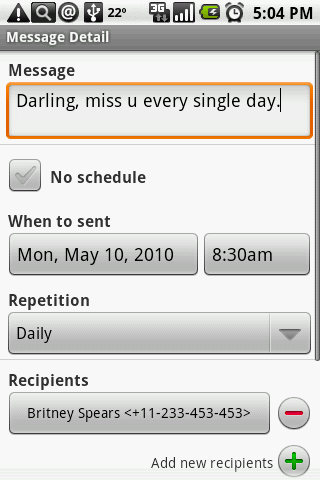 22° 3G 5:04 PM
Message Detail
Message
Darling, miss u every single day.
No schedule
When to sent
Mon, May 10, 2010 8:30am
Repetition
Daily
Recipients
Britney Spears <+11-233-453-453>
Add new recipients